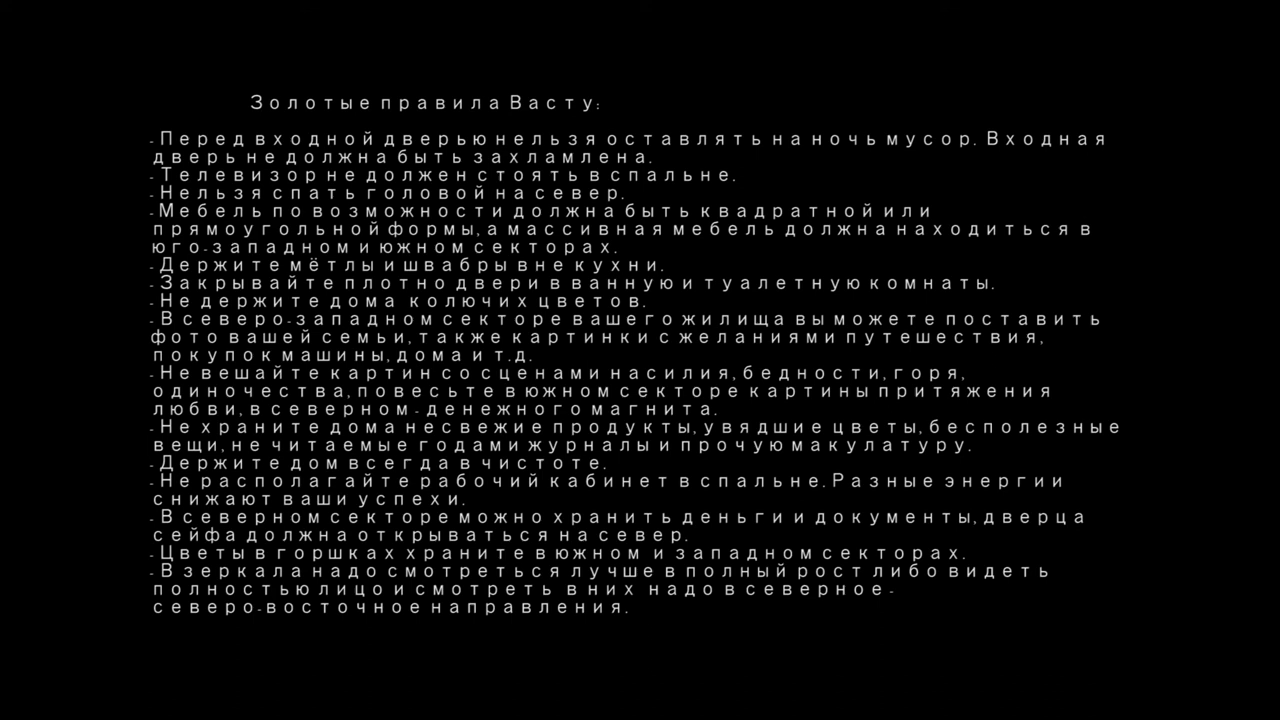 Золотые правила Васту:
-Перед входной дверью нельзя оставлять на ночь мусор. Входная
дверь не должна быть захламлена.
-Телевизор не должен стоять в спальне.
-Нельзя спать головой на север.
-Мебель по возможности должна быть квадратной или
прямоугольной формы, а массивная мебель должна находиться в
юго-западном и южном секторах.
-Держите мётлы и швабры вне кухни.
-Закрывайте плотно двери в ванную и туалетную комнаты.
-Не держите дома колючих цветов.
-В северо-западном секторе вашего жилища вы можете поставить
фото вашей семьи, также картинки с желаниями путешествия,
покупок машины, дома и т.д.
-Не вешайте картин со сценами насилия, бедности, горя,
одиночества, повесьте в южном секторе картины притяжения
любви, в северном - денежного магнита.
-Не храните дома несвежие продукты, увядшие цветы, бесполезные
вещи, не читаемые годами журналы и прочую макулатуру.
-Держите дом всегда в чистоте.
-Не располагайте рабочий кабинет в спальне. Разные энергии
снижают ваши успехи.
-В северном секторе можно хранить деньги и документы, дверца
сейфа должна открываться на север.
-Цветы в горшках храните в южном и западном секторах.
-В зеркала надо смотреться лучше в полный рост либо видеть
полностью лицо и смотреть в них надо в северное-
северо-восточное направления.